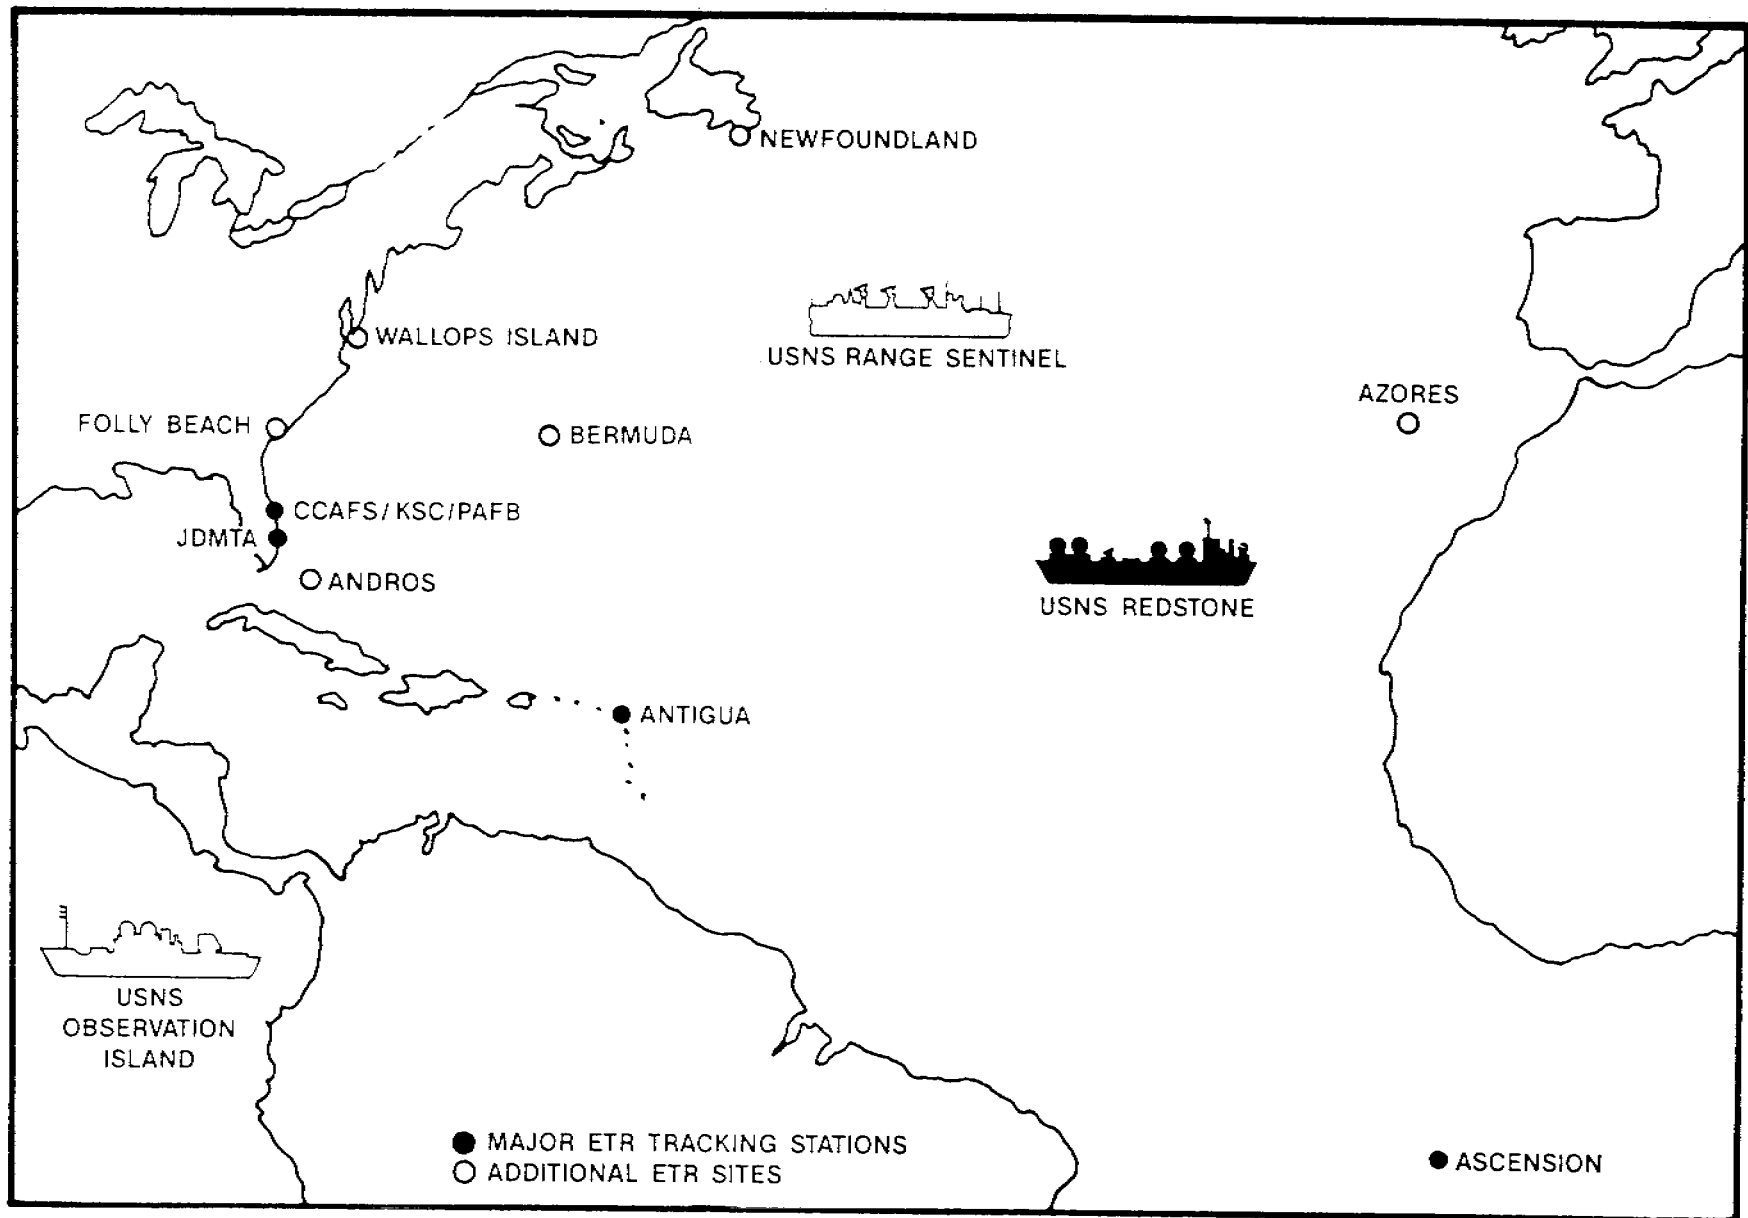 NEWFOUNDLAND
WALLOPS ISLAND
USNS RANGE SENTINEL
AZORES
FOLLY BEACH
BERMUDA
CCAFS/KSC/PAFB
JDMTA
ANDROS
USNS REDSTONE
ANTIGUA
USNS
OBSERVATION
ISLAND
MAJOR ETR TRACKING STATIONS
ADDITIONAL ETR SITES
ASCENSION